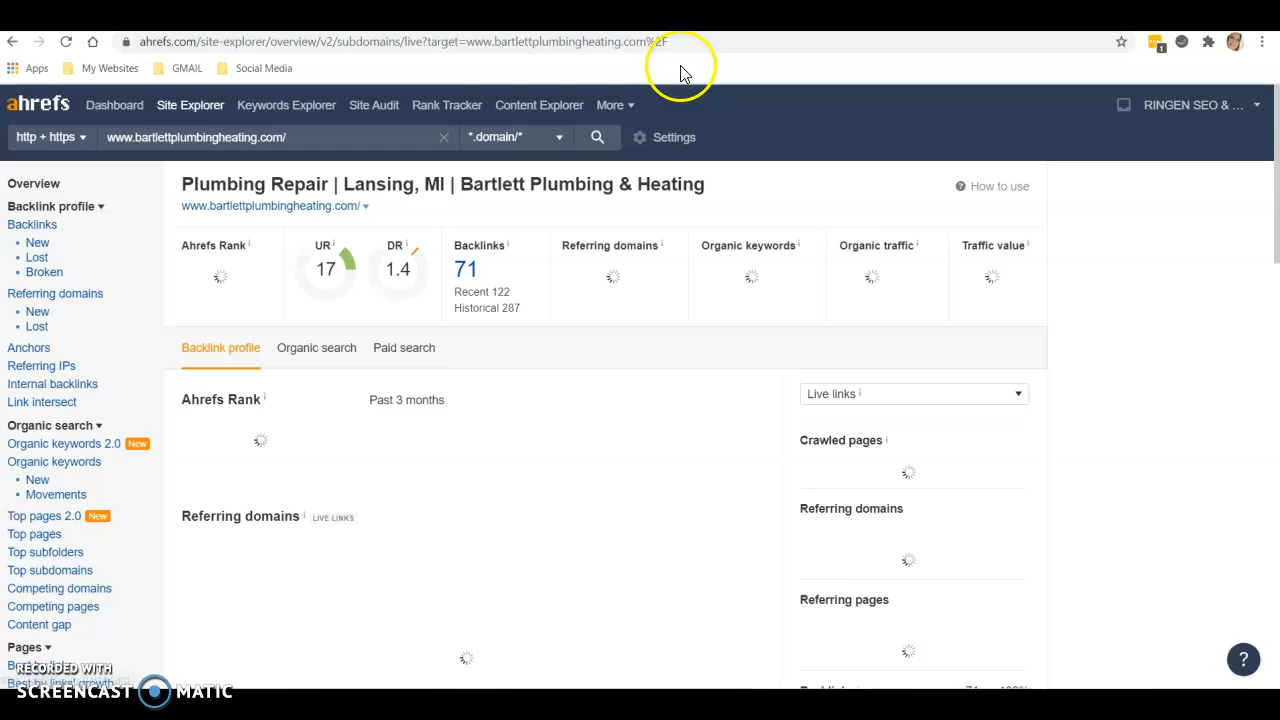 ahrefs.com/site-explorer/overview/v2/subdomains/live?target=www.bartlettplumbingheating.com%2F
1
Apps My Websites GMAIL Social Media
ahrefs Dashboard Site Explorer Keywords Explorer Site Audit Rank Tracker Content Explorer More RINGEN SEO & ...
http + https www.bartlettplumbingheating.com/ *.domain/* Settings
Overview
Backlink profile
Backlinks
New
Lost
Broken
Referring domains
New
Lost
Anchors
Referring IPs
Internal backlinks
Link intersect
Organic search
Organic keywords 2.0 New
Organic keywords
New
Movements
Top pages 2.0 New
Top pages
Top subfolders
Top subdomains
Competing domains
Competing pages
Content gap
Pages
Plumbing Repair | Lansing, MI | Bartlett Plumbing & Heating
How to use
www.bartlettplumbingheating.com/
Ahrefs Rank UR DR Backlinks Referring domains Organic keywords Organic traffic Traffic value
17 1.4 71
Recent 122
Historical 287
Backlink profile Organic search Paid search
Ahrefs Rank Past 3 months
Referring domains LIVE LINKS
Live links
Crawled pages
Referring domains
Referring pages
RECORDED WITH
SCREENCAST MATIC
?